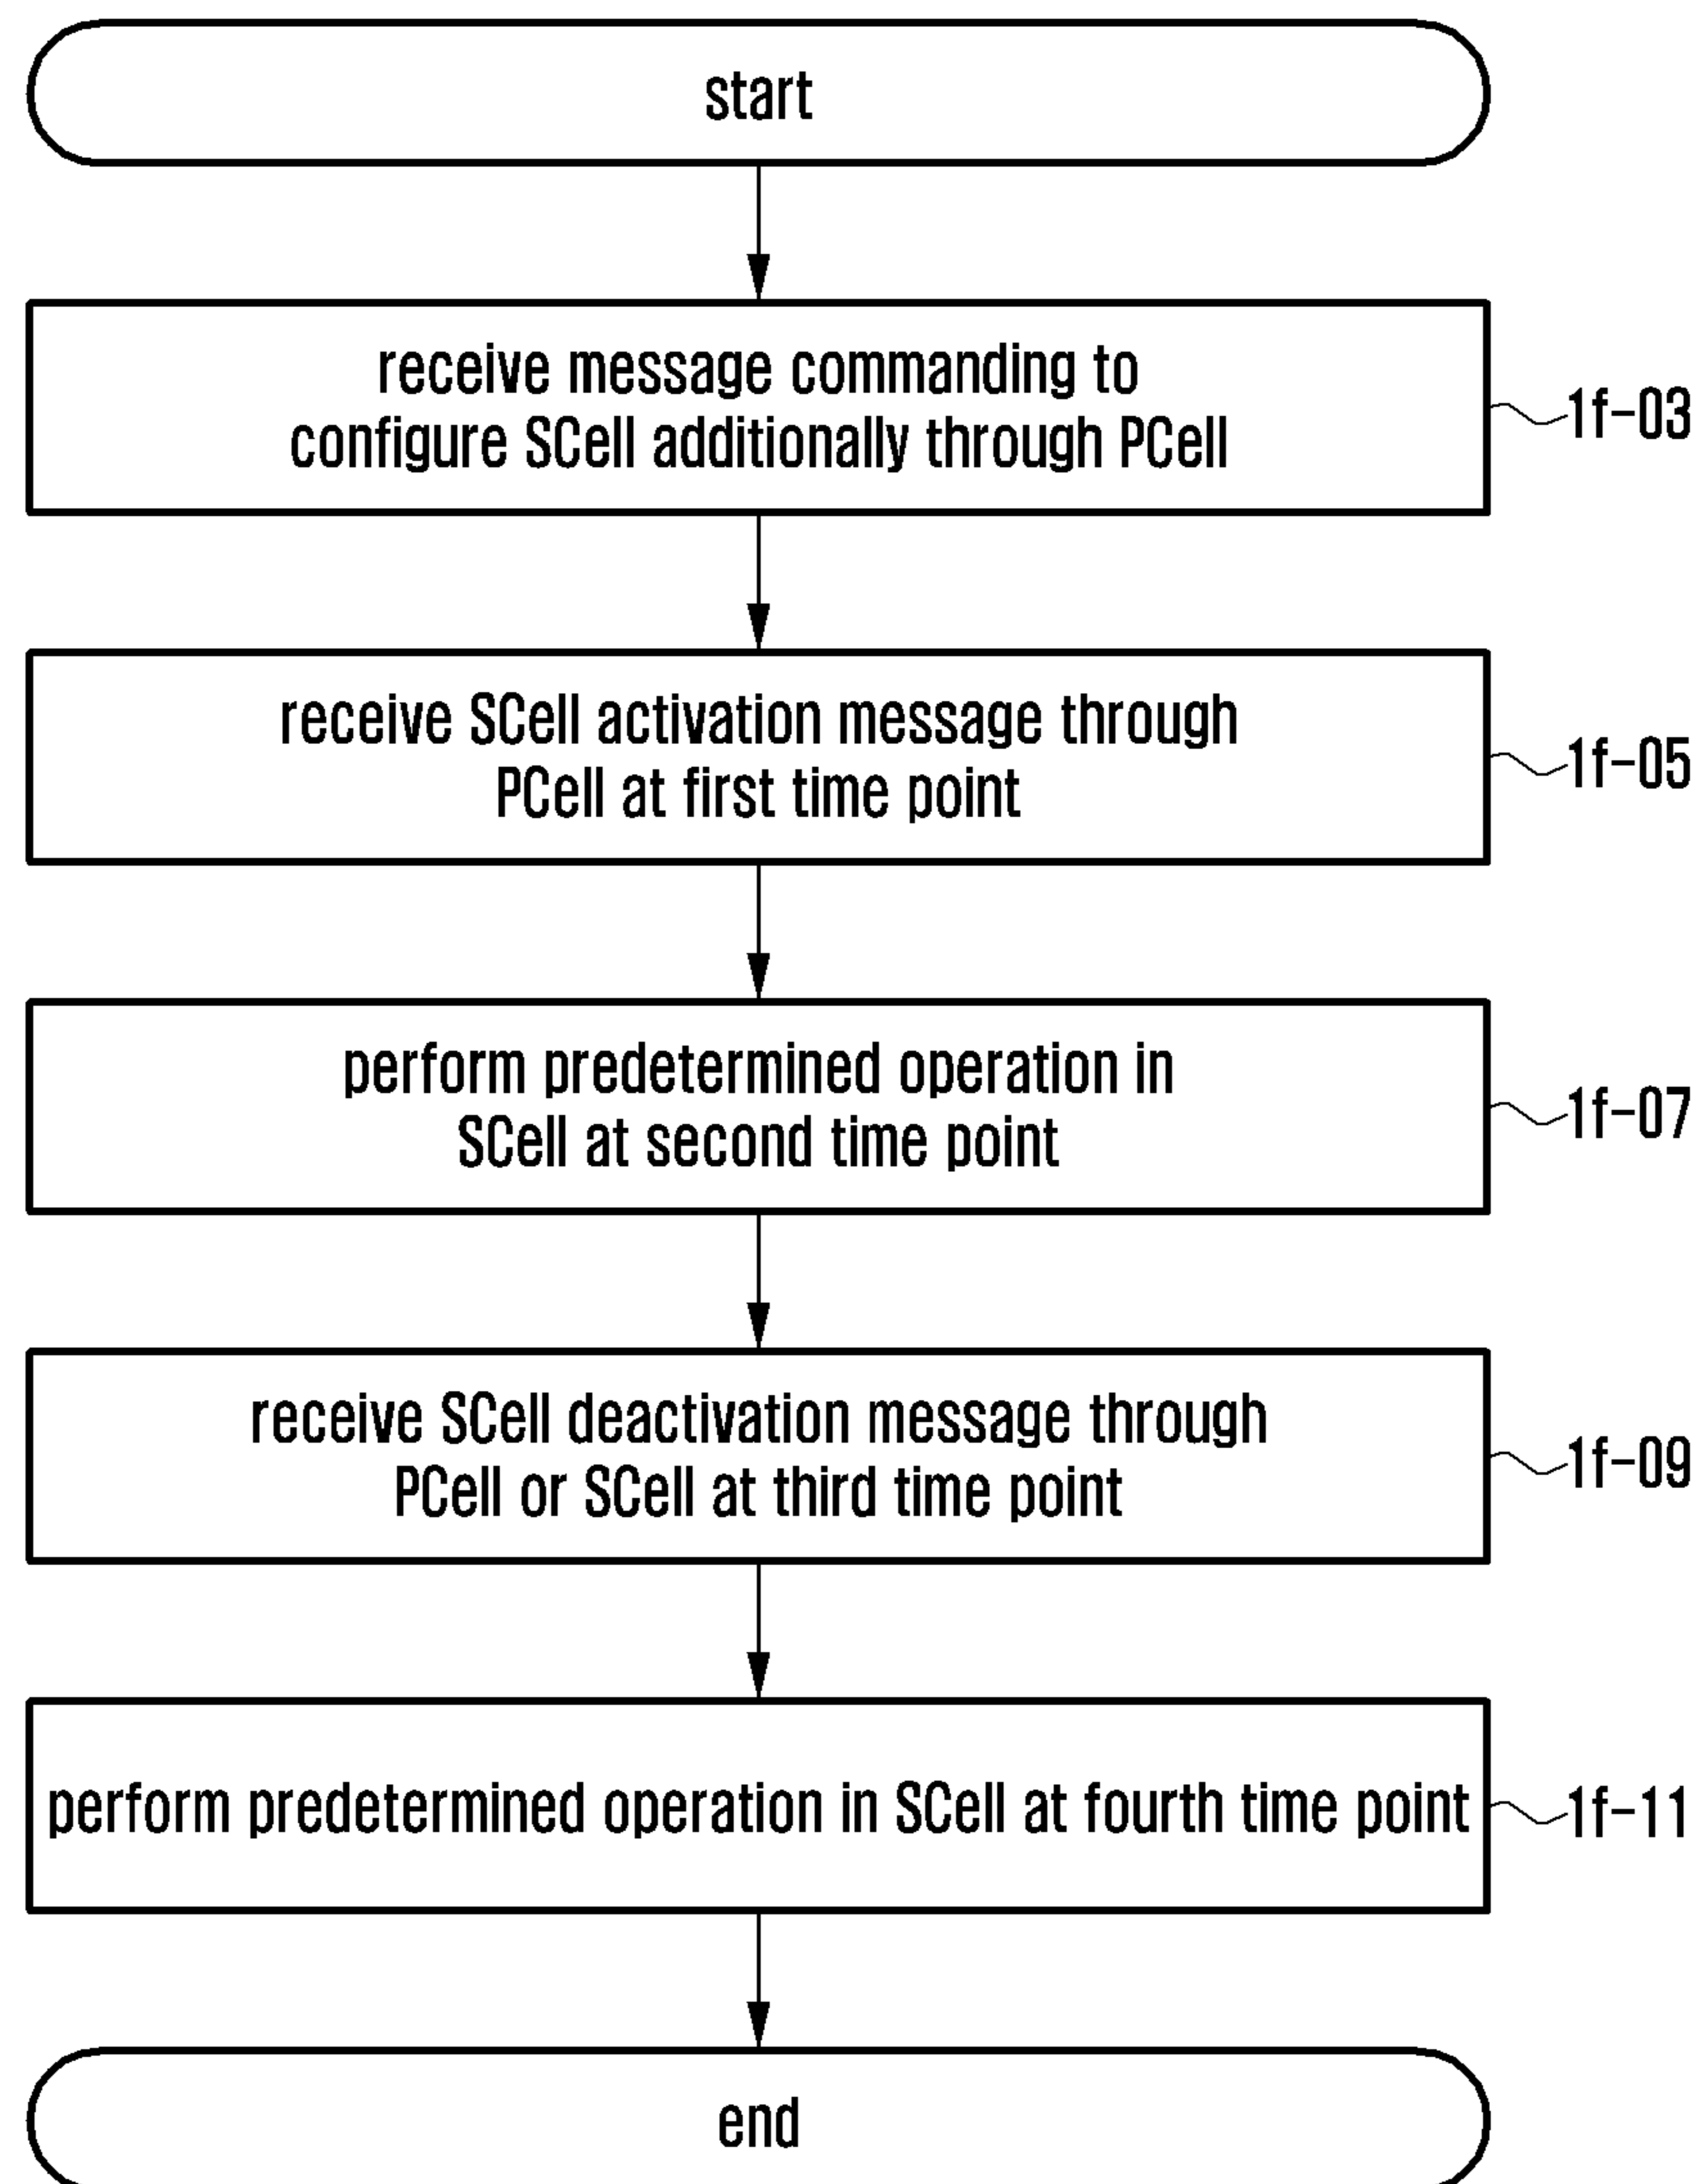 start
receive message commanding to
configure SCell additionally through PCell
1f-03
receive SCell activation message through
PCell at first time point
1f-05
perform predetermined operation in
SCell at second time point
1f-07
receive SCell deactivation message through
PCell or SCell at third time point
1f-09
perform predetermined operation in SCell at fourth time point
1f-11
end